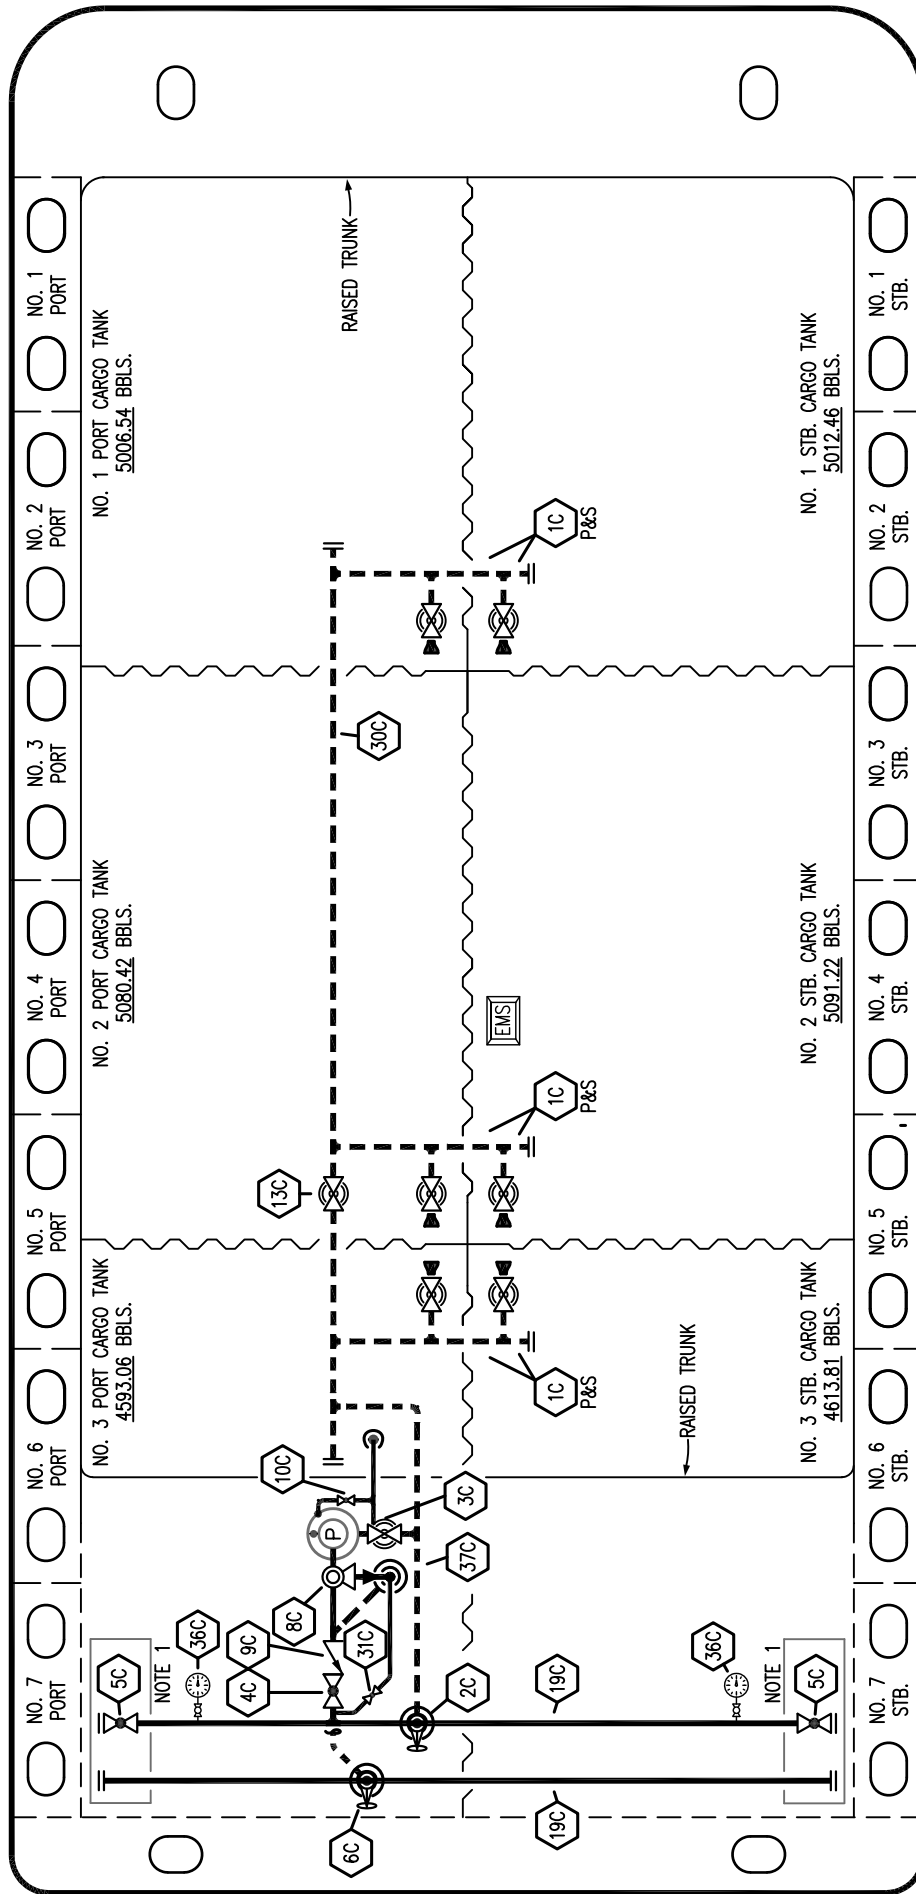 NO. 7
PORT
NO. 6
PORT
NO. 5
PORT
NO. 4
PORT
NO. 3
PORT
NO. 2
PORT
NO. 1
PORT
NO. 3 PORT CARGO TANK
4593.06 BBLS.
NO. 2 PORT CARGO TANK
5080.42 BBLS.
NO. 1 PORT CARGO TANK
5006.54 BBLS.
5C
NOTE 1
36C
9C
4C
8C
31C
10C
P
3C
37C
2C
6C
19C
19C
13C
30C
1C
P&S
1C
P&S
1C
P&S
EMS
RAISED TRUNK
RAISED TRUNK
36C
NOTE 1
5C
NO. 3 STB. CARGO TANK
4613.81 BBLS.
NO. 2 STB. CARGO TANK
5091.22 BBLS.
NO. 1 STB. CARGO TANK
5012.46 BBLS.
NO. 7
STB.
NO. 6
STB.
NO. 5
STB.
NO. 4
STB.
NO. 3
STB.
NO. 2
STB.
NO. 1
STB.